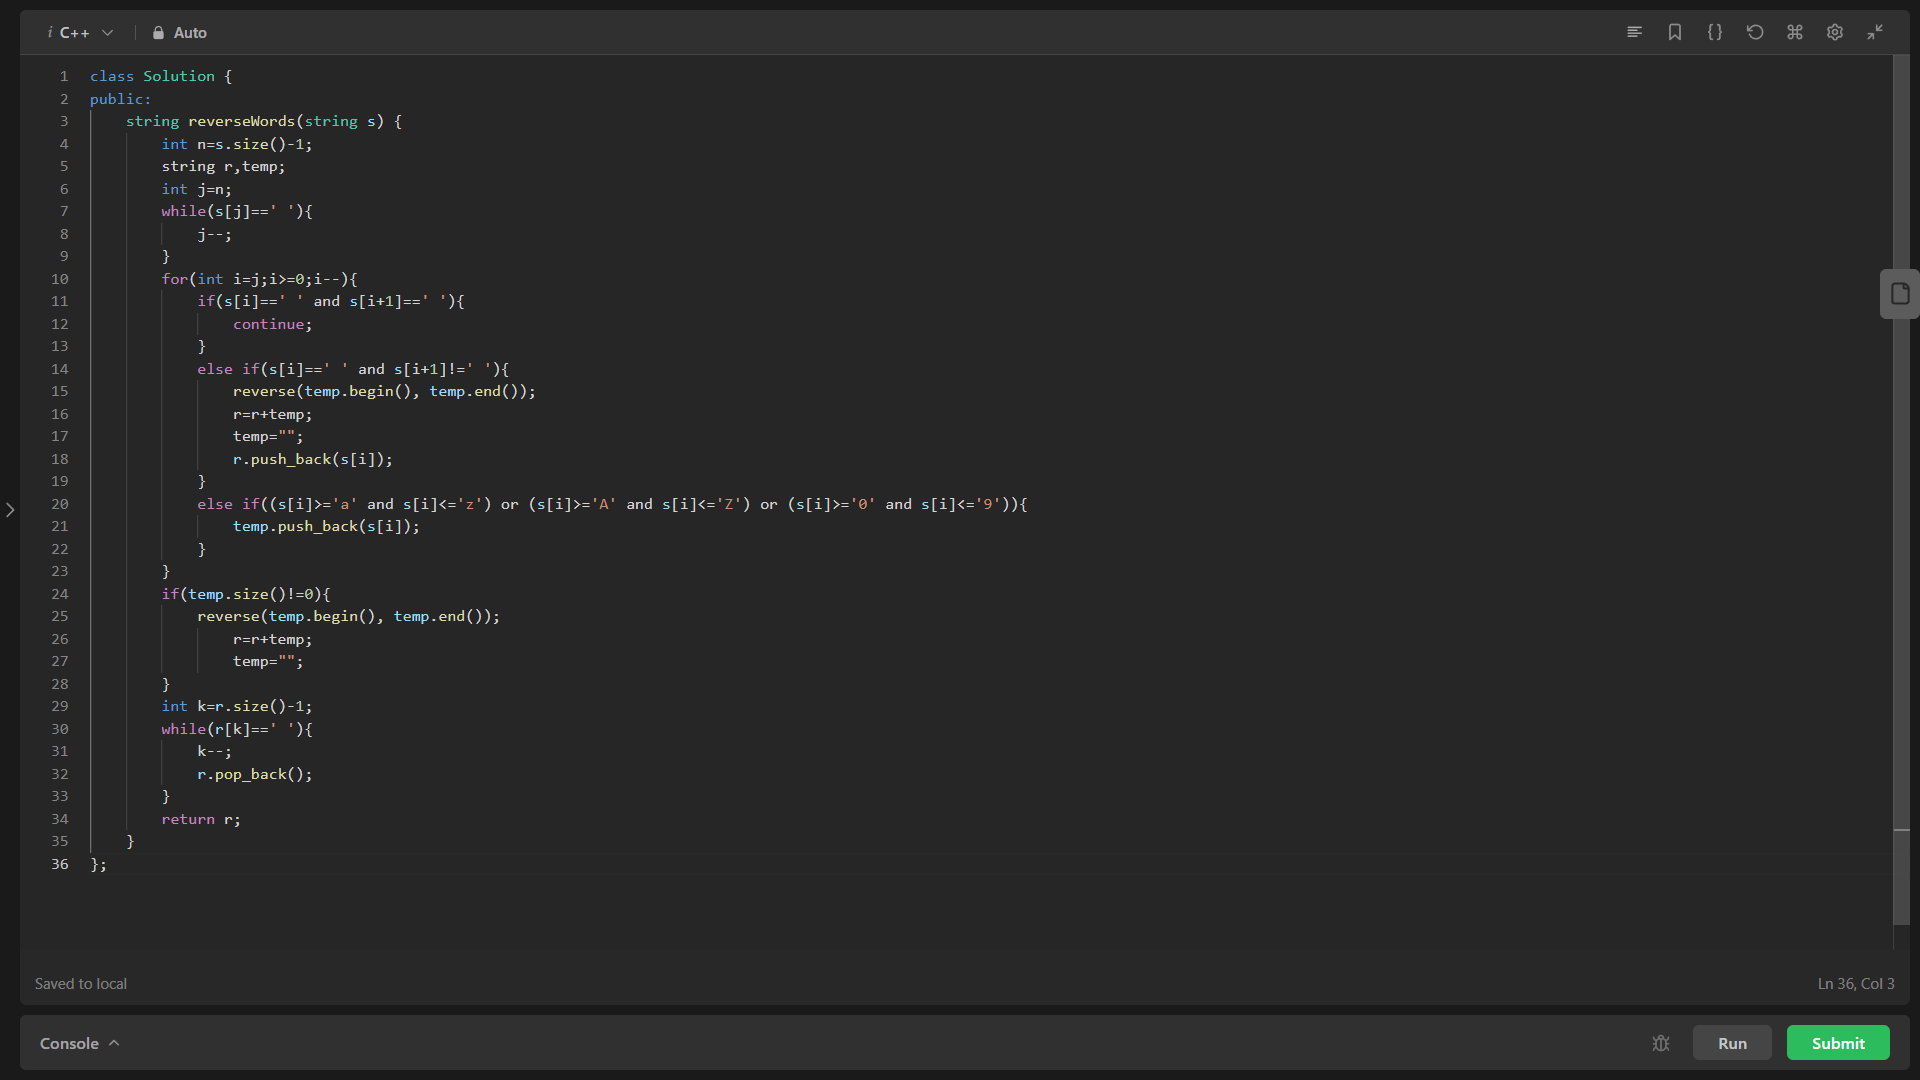 i C++ Auto
1 class Solution {
2 public:
3 string reverseWords(string s) {
4 int n=s.size()-1;
5 string r,temp;
6 int j=n;
7 while(s[j]==' '){
8 j--;
9 }
10 for(int i=j;i>=0;i--){
11 if(s[i]==' ' and s[i+1]==' '){
12 continue;
13 }
14 else if(s[i]==' ' and s[i+1]!=' '){
15 reverse(temp.begin(), temp.end());
16 r=r+temp;
17 temp="";
18 r.push_back(s[i]);
19 }
20 else if((s[i]>='a' and s[i]<='z') or (s[i]>='A' and s[i]<='Z') or (s[i]>='0' and s[i]<='9')){
21 temp.push_back(s[i]);
22 }
23 }
24 if(temp.size()!=0){
25 reverse(temp.begin(), temp.end());
26 r=r+temp;
27 temp="";
28 }
29 int k=r.size()-1;
30 while(r[k]==' '){
31 k--;
32 r.pop_back();
33 }
34 return r;
35 }
36 };
Saved to local Ln 36, Col 3
Console Run Submit